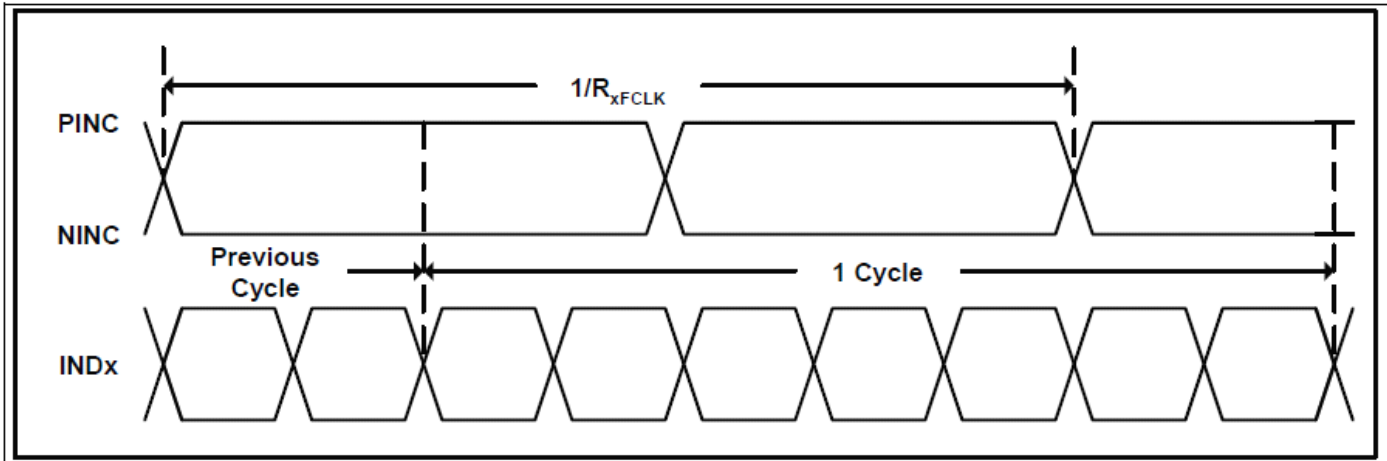 1/RxFCLK
PINC
NINC
Previous
Cycle
1 Cycle
INDx